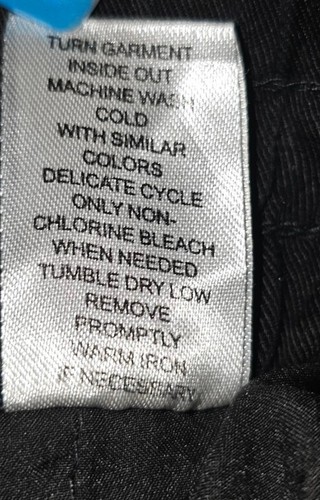 TURN GARMENT
INSIDE OUT
MACHINE WASH
COLD
WITH SIMILAR
COLORS
DELICATE CYCLE
ONLY NON-
CHLORINE BLEACH
WHEN NEEDED
TUMBLE DRY LOW
REMOVE
PROMPTLY
WARM IRON
IF NECESSARY